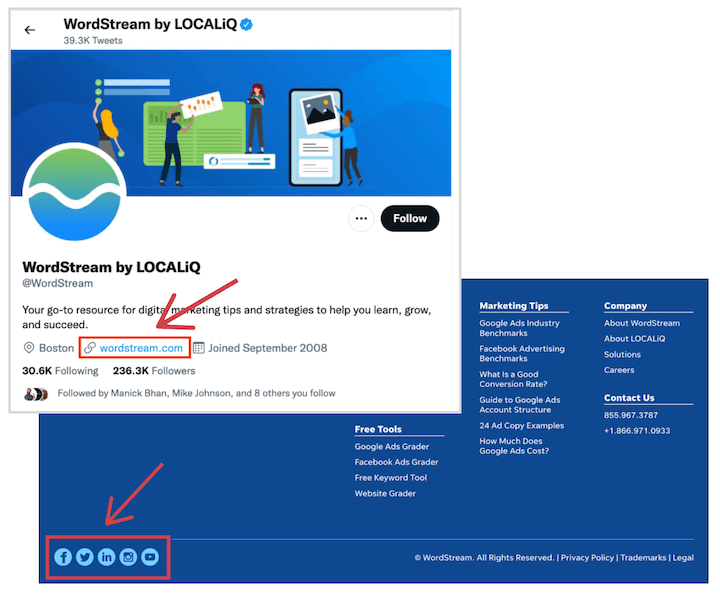 WordStream by LOCALiQ
39.3K Tweets
Follow
WordStream by LOCALiQ
@WordStream
Your go-to resource for digital marketing tips and strategies to help you learn, grow,
and succeed.
Boston wordstream.com Joined September 2008
30.6K Following 236.3K Followers
Followed by Manick Bhan, Mike Johnson, and 8 others you follow
Free Tools
Google Ads Grader
Facebook Ads Grader
Free Keyword Tool
Website Grader
Marketing Tips
Google Ads Industry
Benchmarks
Facebook Advertising
Benchmarks
What Is a Good
Conversion Rate?
Guide to Google Ads
Account Structure
24 Ad Copy Examples
How Much Does
Google Ads Cost?
Company
About WordStream
About LOCALiQ
Solutions
Careers
Contact Us
855.967.3787
+1.866.971.0933
© WordStream. All Rights Reserved. | Privacy Policy | Trademarks | Legal